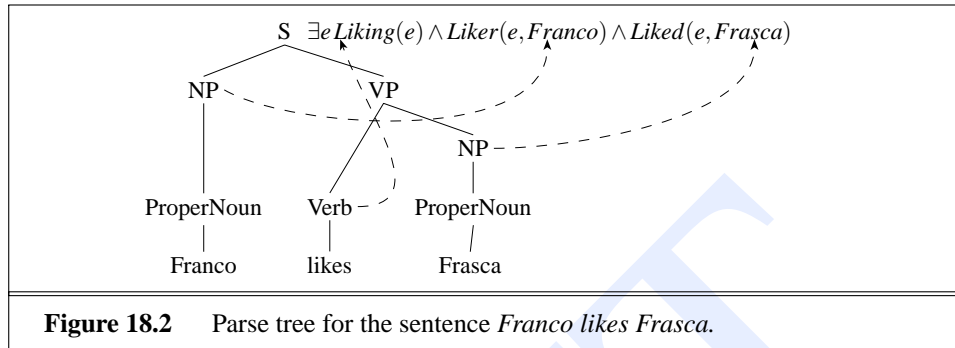 S ∃e Liking(e) ∧ Liker(e, Franco) ∧ Liked(e, Frasca)
NP VP
NP
ProperNoun Verb ProperNoun
Franco likes Frasca
Figure 18.2 Parse tree for the sentence Franco likes Frasca.